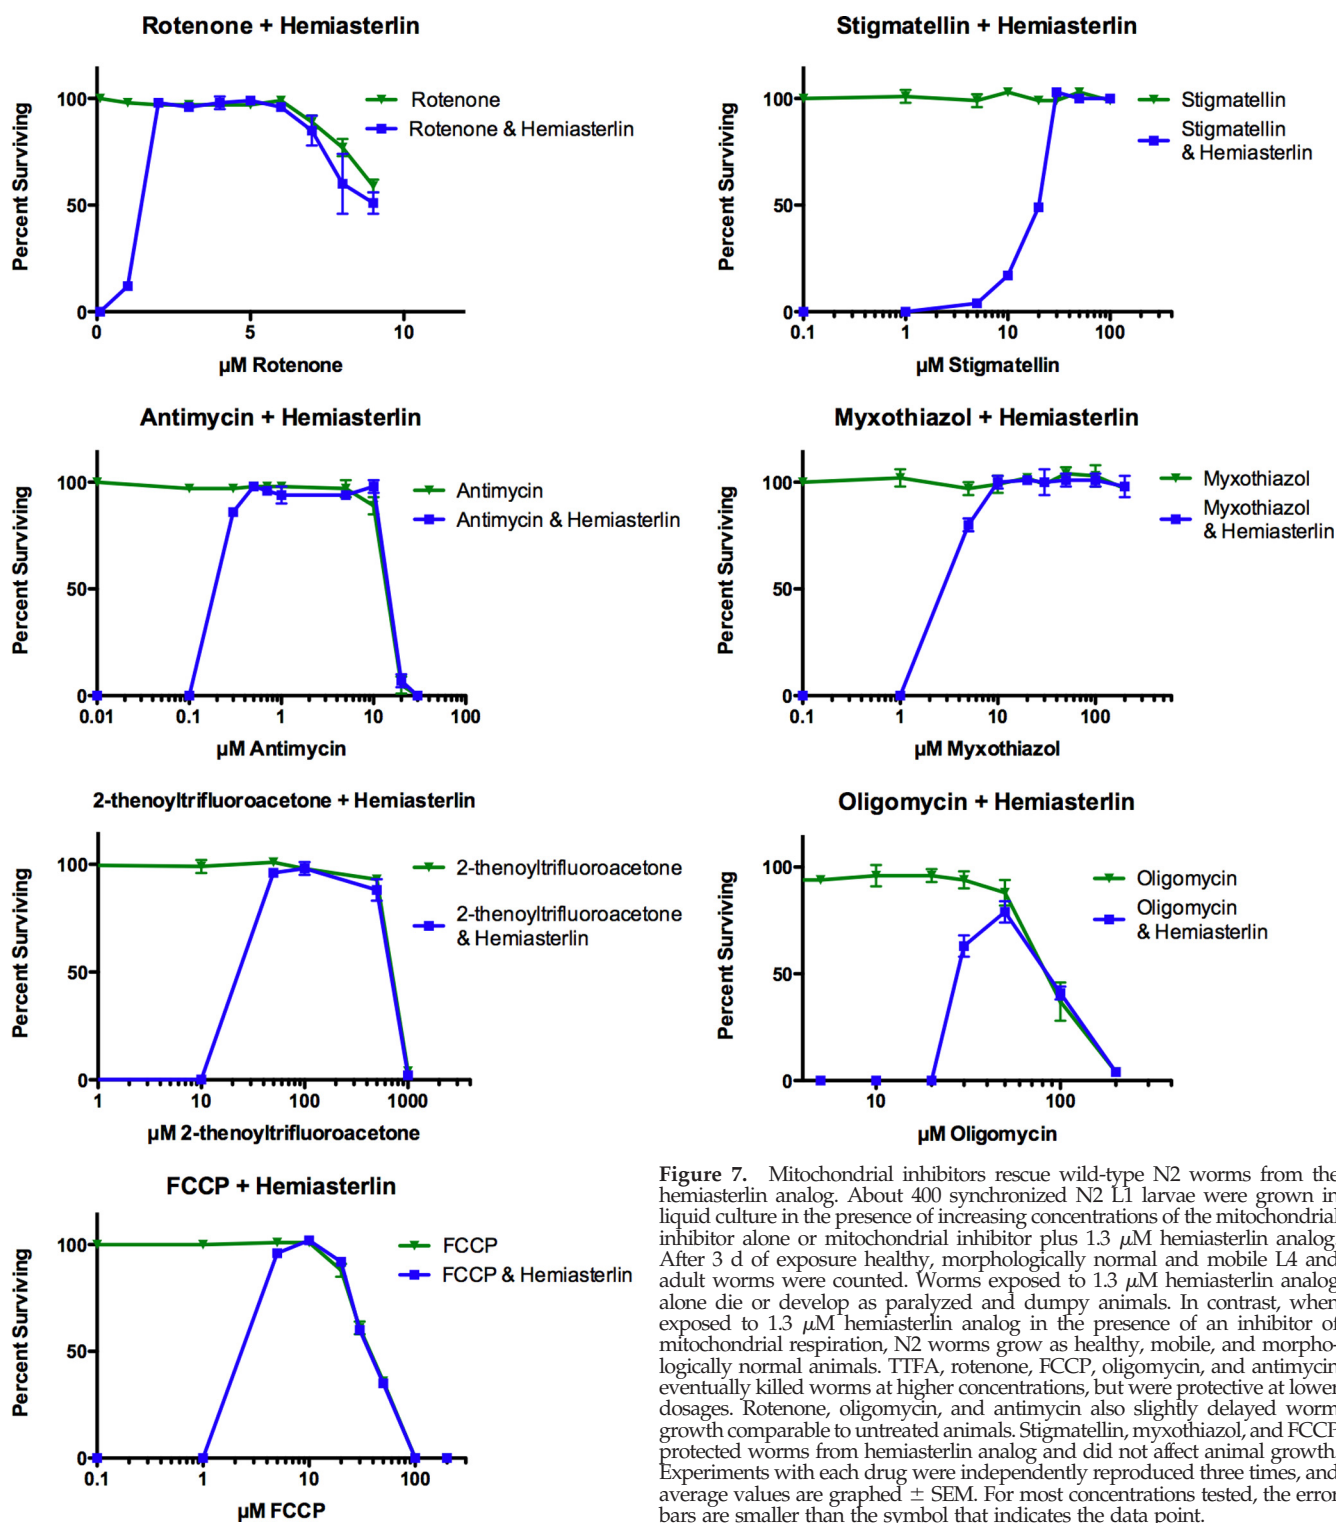 Rotenone + Hemiasterlin
Percent Surviving
100
50
0
0
5
10
µM Rotenone
Rotenone
Rotenone & Hemiasterlin
Stigmatellin + Hemiasterlin
Percent Surviving
100
50
0
0.1
1
10
100
µM Stigmatellin
Stigmatellin
Stigmatellin
& Hemiasterlin
Antimycin + Hemiasterlin
Percent Surviving
100
50
0
0.01
0.1
1
10
100
µM Antimycin
Antimycin
Antimycin & Hemiasterlin
Myxothiazol + Hemiasterlin
Percent Surviving
100
50
0
0.1
1
10
100
µM Myxothiazol
Myxothiazol
Myxothiazol
& Hemiasterlin
2-thenoyltrifluoroacetone + Hemiasterlin
Percent Surviving
100
50
0
1
10
100
1000
µM 2-thenoyltrifluoroacetone
2-thenoyltrifluoroacetone
2-thenoyltrifluoroacetone
& Hemiasterlin
Oligomycin + Hemiasterlin
Percent Surviving
100
50
0
10
100
µM Oligomycin
Oligomycin
Oligomycin
& Hemiasterlin
FCCP + Hemiasterlin
Percent Surviving
100
50
0
0.1
1
10
100
µM FCCP
FCCP
FCCP & Hemiasterlin
Figure 7. Mitochondrial inhibitors rescue wild-type N2 worms from the
hemiasterlin analog. About 400 synchronized N2 L1 larvae were grown in
liquid culture in the presence of increasing concentrations of the mitochondrial
inhibitor alone or mitochondrial inhibitor plus 1.3 µM hemiasterlin analog.
After 3 d of exposure healthy, morphologically normal and mobile L4 and
adult worms were counted. Worms exposed to 1.3 µM hemiasterlin analog
alone die or develop as paralyzed and dumpy animals. In contrast, when
exposed to 1.3 µM hemiasterlin analog in the presence of an inhibitor of
mitochondrial respiration, N2 worms grow as healthy, mobile, and morpho-
logically normal animals. TTFA, rotenone, FCCP, oligomycin, and antimycin
eventually killed worms at higher concentrations, but were protective at lower
dosages. Rotenone, oligomycin, and antimycin also slightly delayed worm
growth comparable to untreated animals. Stigmatellin, myxothiazol, and FCCP
protected worms from hemiasterlin analog and did not affect animal growth.
Experiments with each drug were independently reproduced three times, and
average values are graphed ± SEM. For most concentrations tested, the error
bars are smaller than the symbol that indicates the data point.